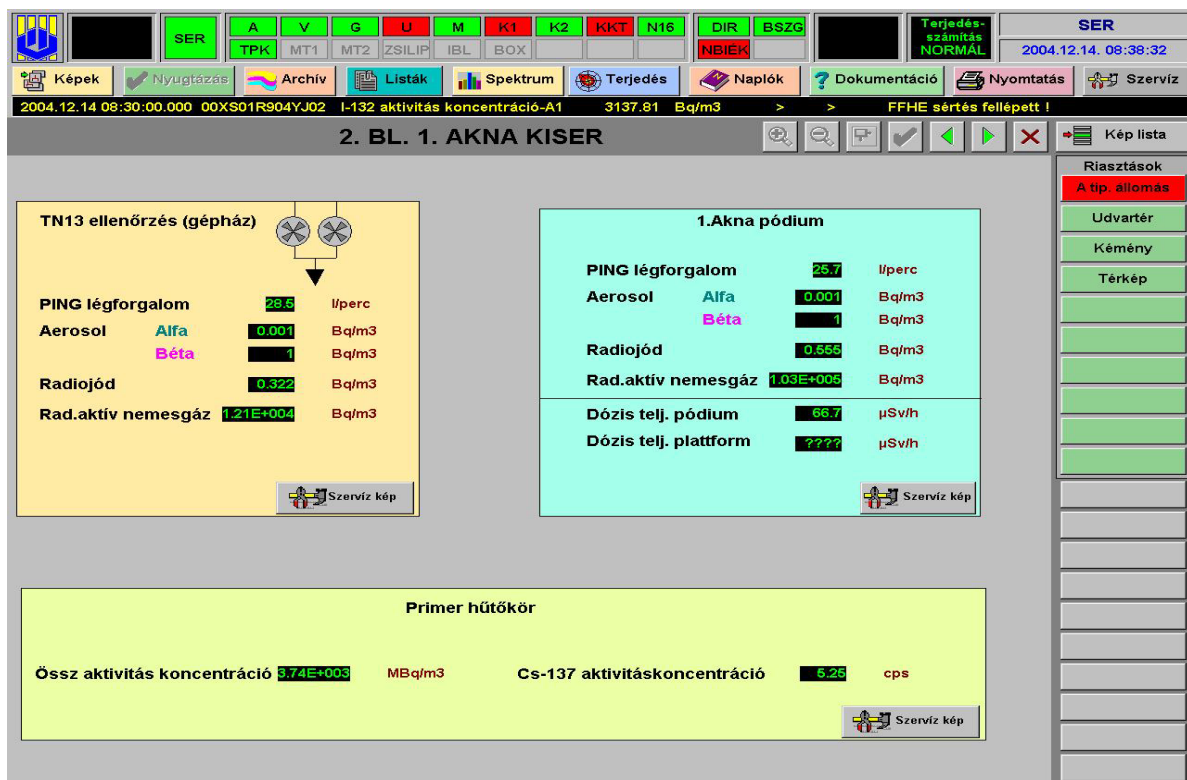 SER A V G U M K1 K2 KKT N16 DIR BSZG Terjedés- számítás NORMÁL SER
TPK MT1 MT2 ZSILIP IBL BOX NBIÉK 2004.12.14. 08:38:32
Képek Nyugtázás Archív Listák Spektrum Terjedés Naplók ? Dokumentáció Nyomtatás Szervíz
2004.12.14 08:30:00.000 00XS01R904YJ02 I-132 aktivitás koncentráció-A1 3137.81 Bq/m3 > > FFHE sértés fellépett !
2. BL. 1. AKNA KISER Kép lista
Riasztások
A tip. állomás
Udvartér
Kémény
Térkép
TN13 ellenőrzés (gépház)
PING légforgalom 28.5 l/perc
Aerosol Alfa 0.001 Bq/m3
Béta 1 Bq/m3
Radiojód 0.322 Bq/m3
Rad.aktív nemesgáz 1.21E+004 Bq/m3
Szervíz kép
1.Akna pódium
PING légforgalom 25.7 l/perc
Aerosol Alfa 0.001 Bq/m3
Béta 1 Bq/m3
Radiojód 0.555 Bq/m3
Rad.aktív nemesgáz 1.03E+005 Bq/m3
Dózis telj. pódium 66.7 µSv/h
Dózis telj. plattform ???? µSv/h
Szervíz kép
Primer hűtőkör
Össz aktivitás koncentráció 3.74E+003 MBq/m3 Cs-137 aktivitáskoncentráció 5.25 cps
Szervíz kép